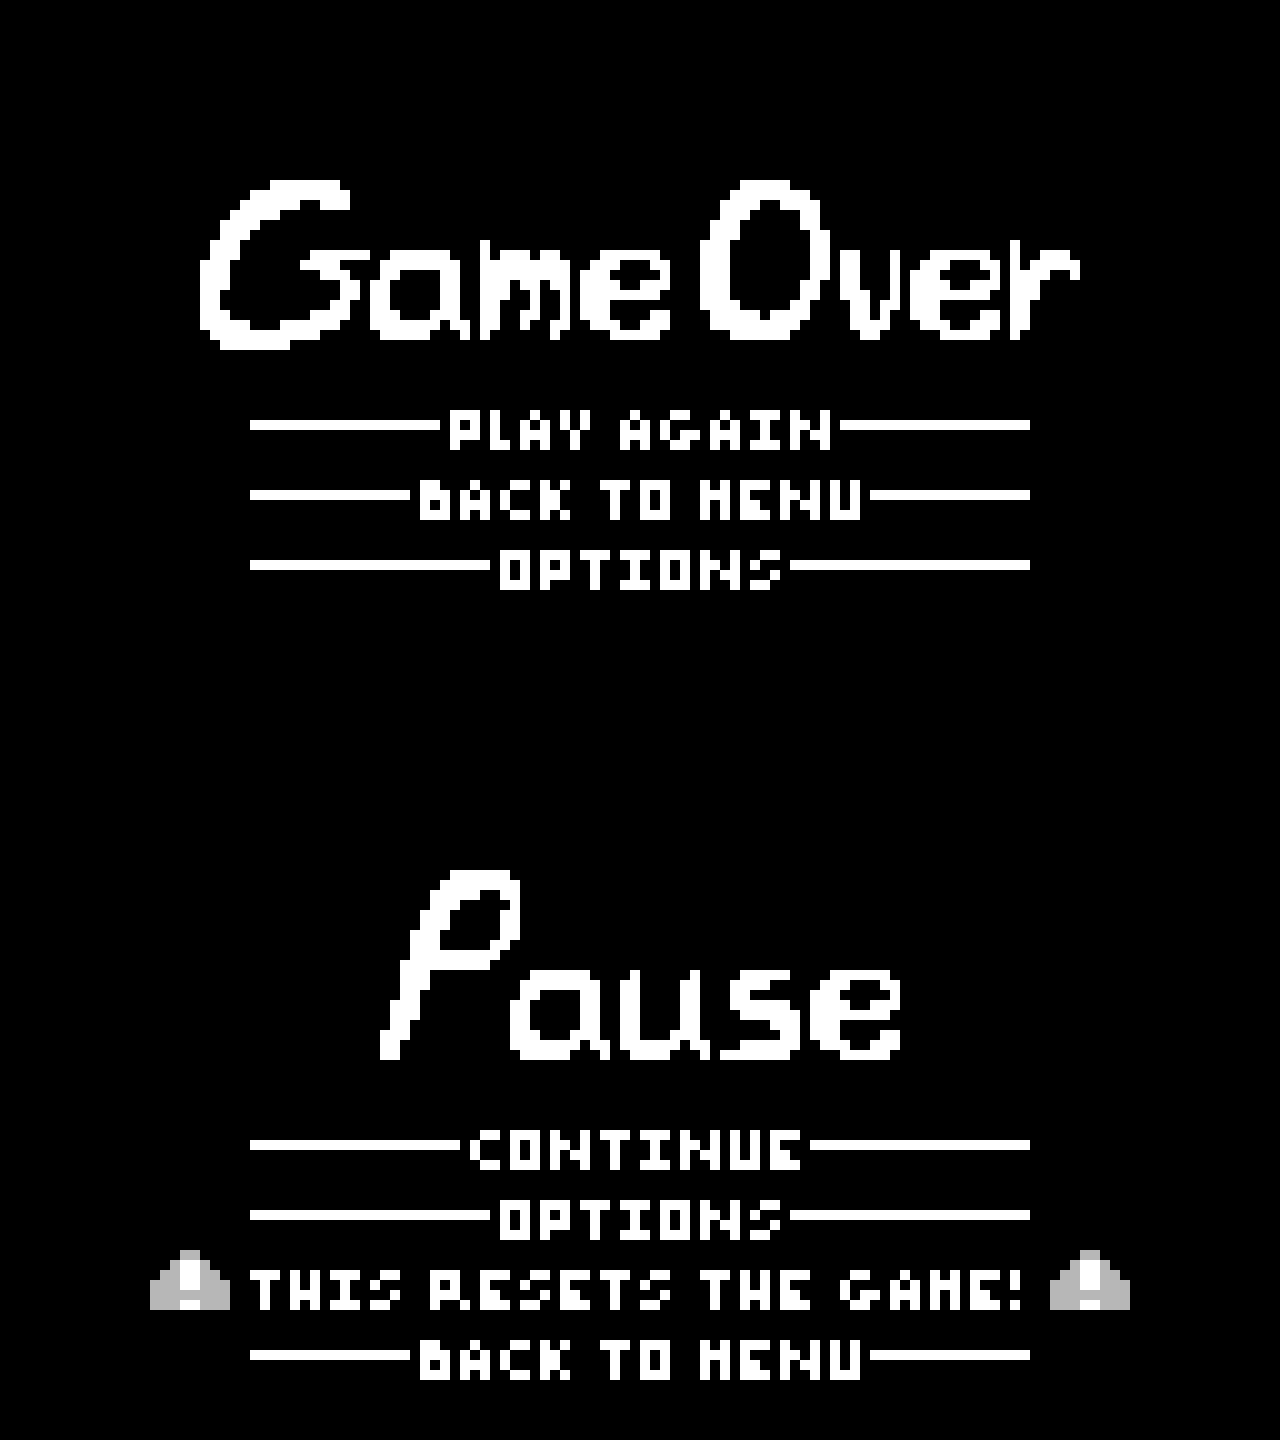 Game Over
PLAY AGAIN
BACK TO MENU
OPTIONS
Pause
CONTINUE
OPTIONS
! THIS RESETS THE GAME! !
BACK TO MENU